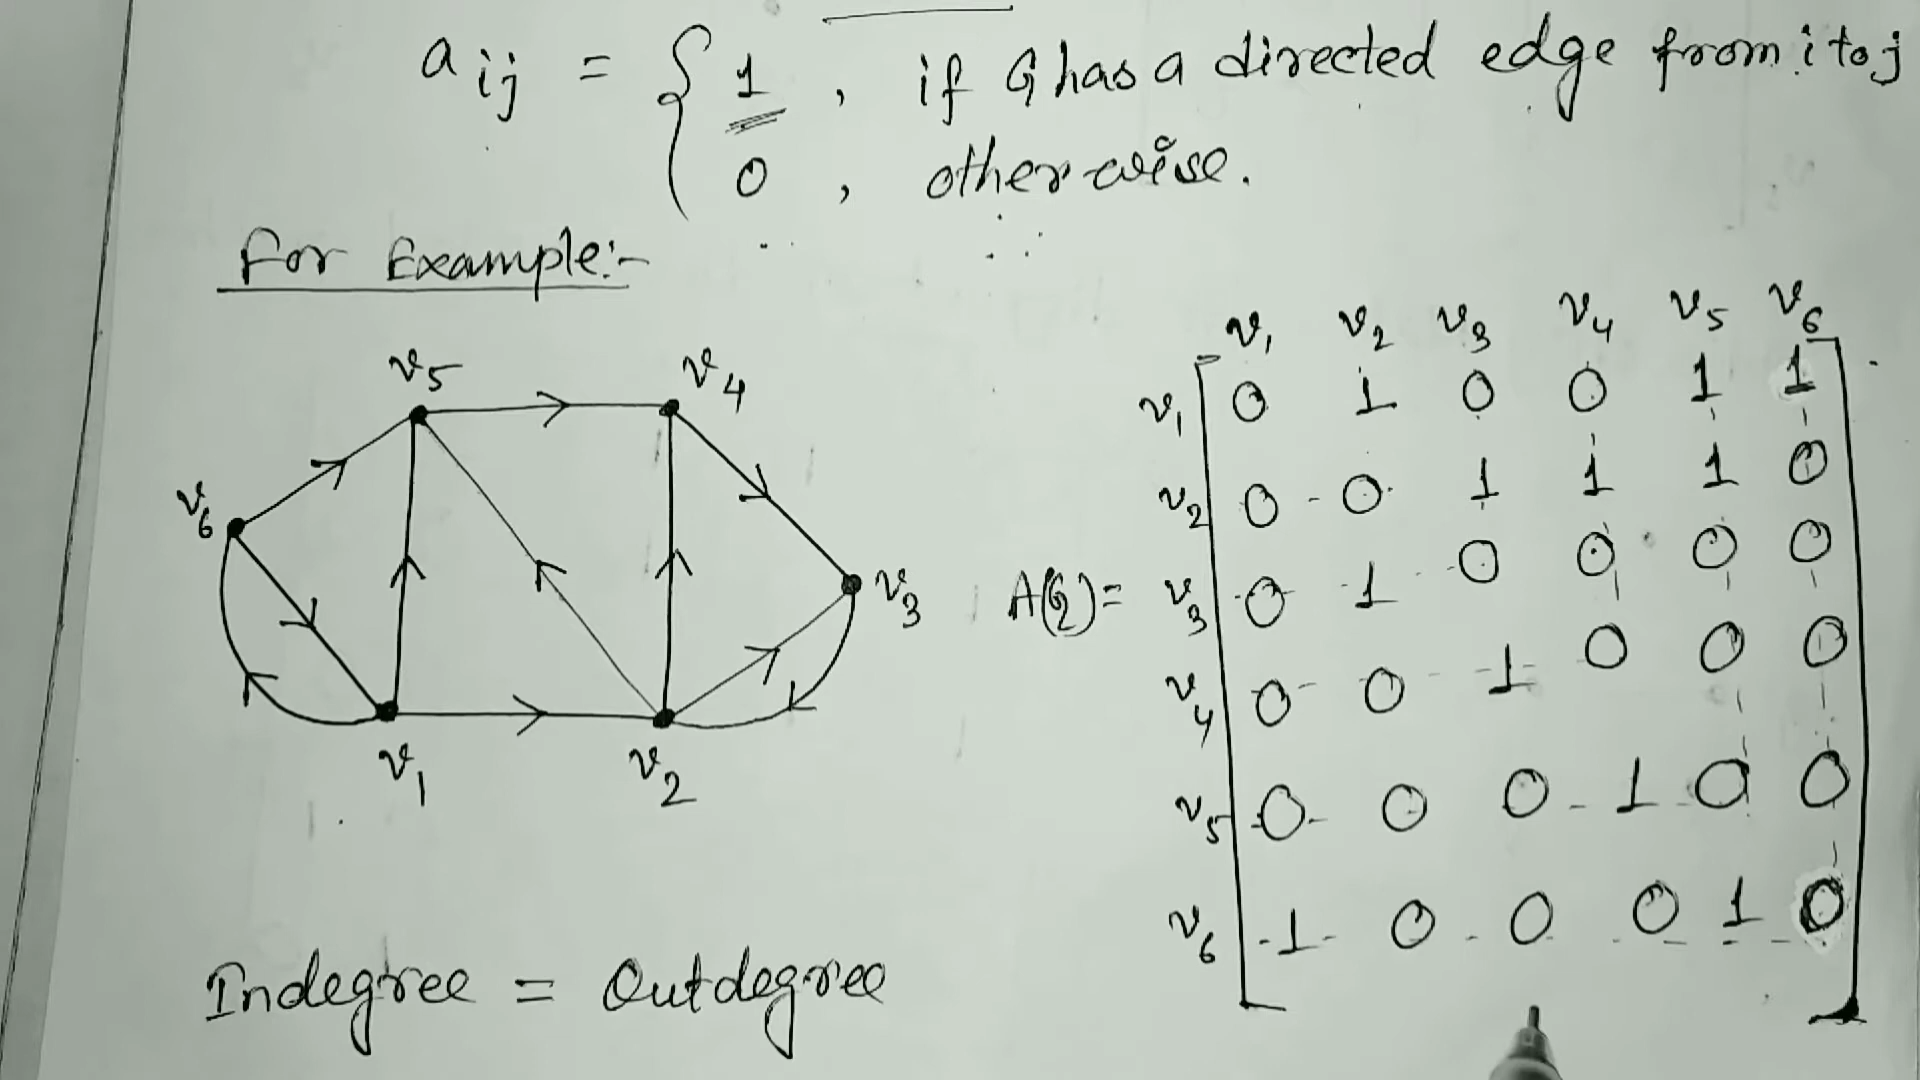 aij = { 1 , if G has a directed edge from i to j
0 , otherwise.
For Example:-
v5 v4
v6
v3
v1 v2
v1 v2 v3 v4 v5 v6
v1 0 1 0 0 1 1
v2 0 0 1 1 1 0
A(G2) = v3 0 1 0 0 0 0
v4 0 0 1 0 0 0
v5 0 0 0 1 0 0
v6 1 0 0 0 1 0
Indegree = Outdegree